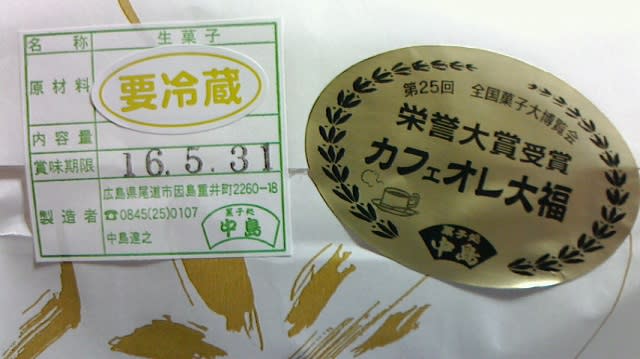 名称 生菓子
原材料
要冷蔵
内容量
賞味期限 16.5.31
製造者
広島県尾道市因島重井町2260-18
☎0845(25)0107
中島遼之
菓子処
中島
第25回 全国菓子大博覧会
栄誉大賞受賞
カフェオレ大福
菓子処
中島